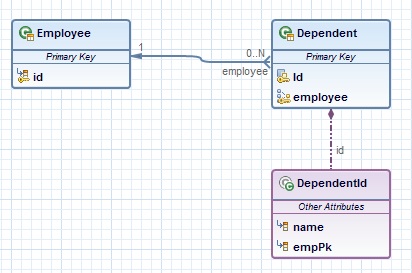 Employee
Primary Key
id
1
0..N
employee
Dependent
Primary Key
Id
employee
id
DependentId
Other Attributes
name
empPk